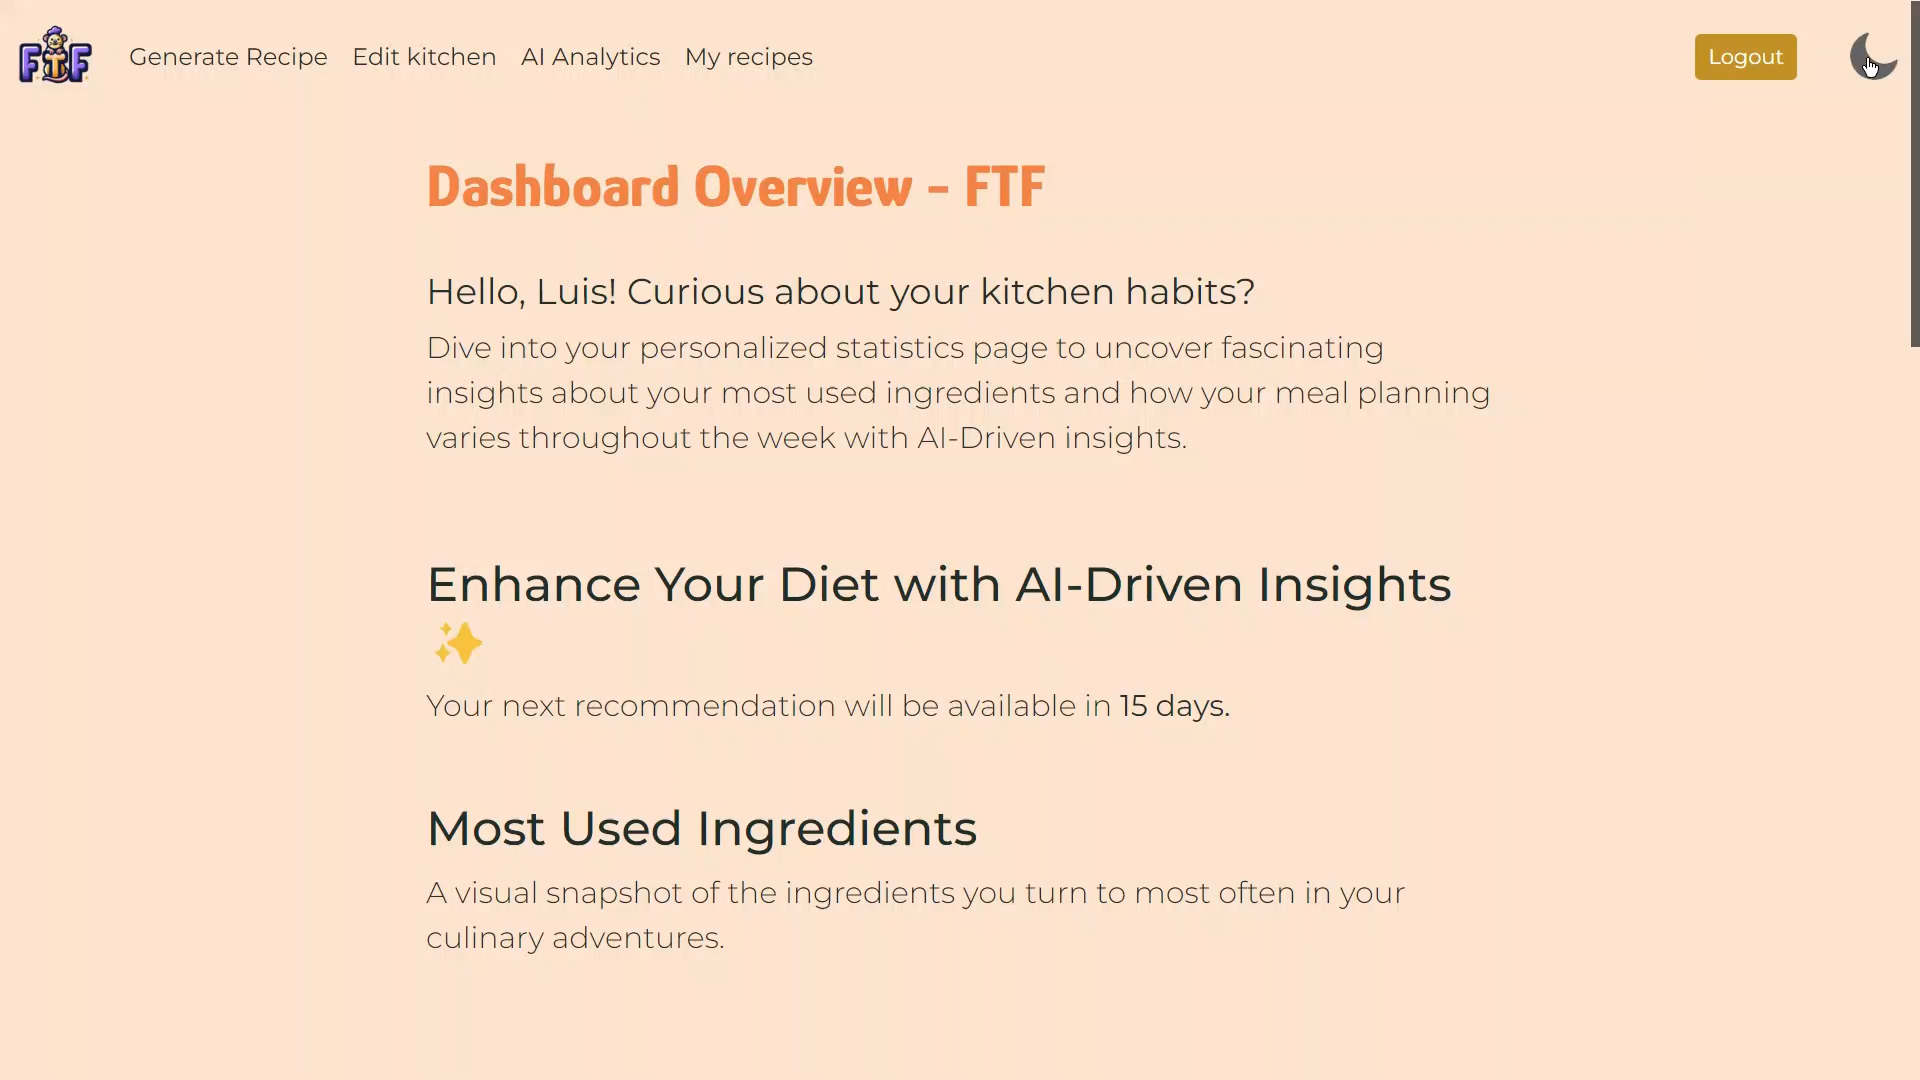 FTF Generate Recipe Edit kitchen AI Analytics My recipes Logout
Dashboard Overview - FTF
Hello, Luis! Curious about your kitchen habits?
Dive into your personalized statistics page to uncover fascinating
insights about your most used ingredients and how your meal planning
varies throughout the week with AI-Driven insights.
Enhance Your Diet with AI-Driven Insights
✨
Your next recommendation will be available in 15 days.
Most Used Ingredients
A visual snapshot of the ingredients you turn to most often in your
culinary adventures.